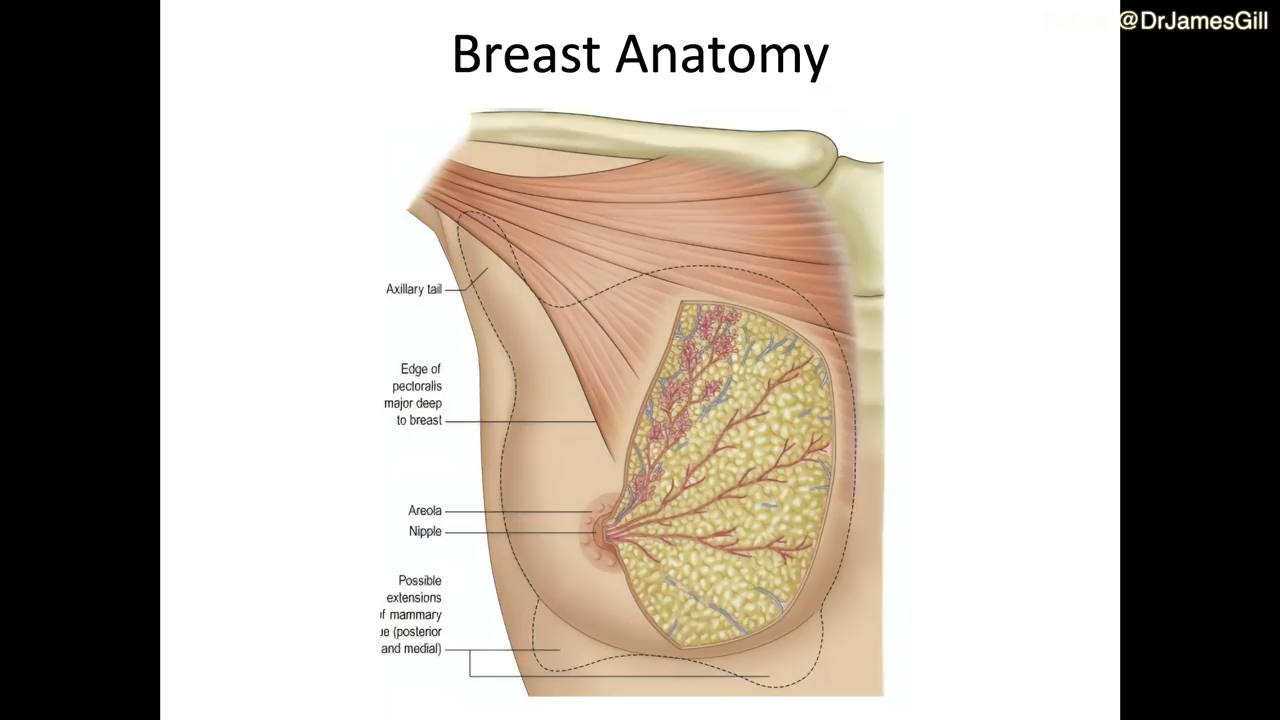 @DrJamesGill
Breast Anatomy
Axillary tail
Edge of
pectoralis
major deep
to breast
Areola
Nipple
Possible
extensions
of mammary
(posterior
and medial)